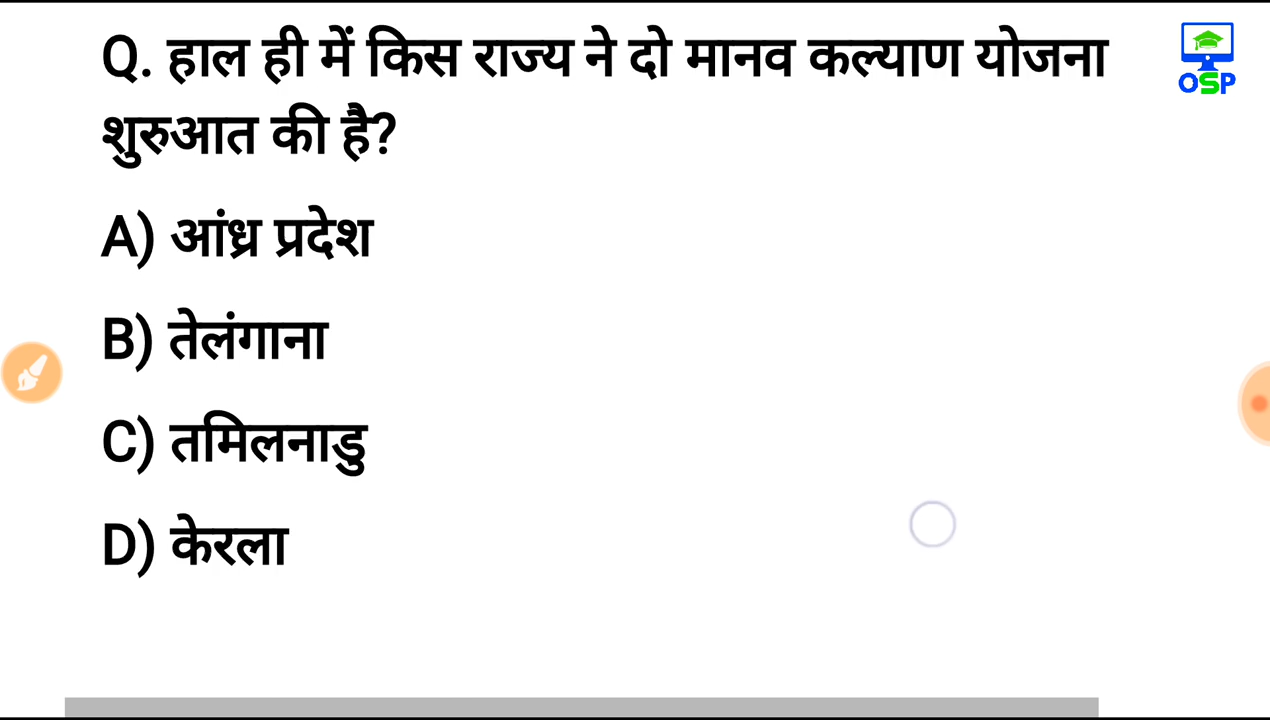 Q. हाल ही में किस राज्य ने दो मानव कल्याण योजना
शुरुआत की है?
A) आंध्र प्रदेश
B) तेलंगाना
C) तमिलनाडु
D) केरला
OSP